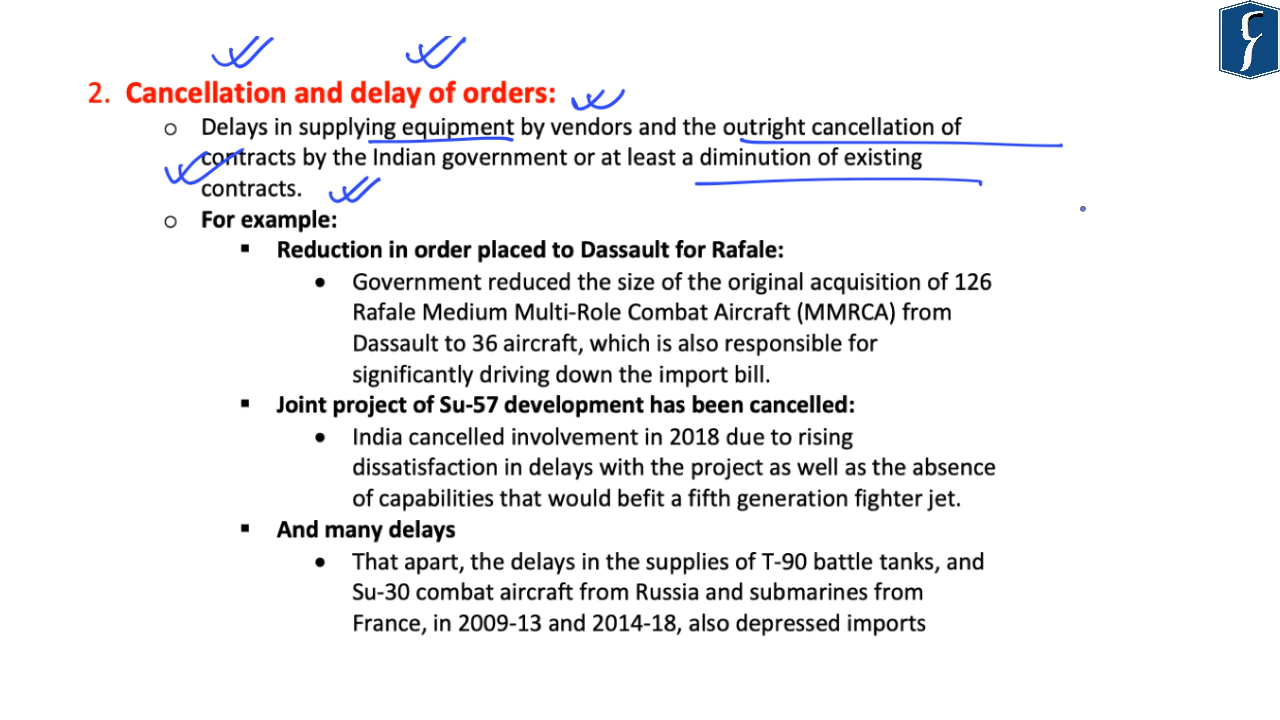 2. Cancellation and delay of orders:
o Delays in supplying equipment by vendors and the outright cancellation of
contracts by the Indian government or at least a diminution of existing
contracts.
o For example:
▪ Reduction in order placed to Dassault for Rafale:
• Government reduced the size of the original acquisition of 126
Rafale Medium Multi-Role Combat Aircraft (MMRCA) from
Dassault to 36 aircraft, which is also responsible for
significantly driving down the import bill.
▪ Joint project of Su-57 development has been cancelled:
• India cancelled involvement in 2018 due to rising
dissatisfaction in delays with the project as well as the absence
of capabilities that would befit a fifth generation fighter jet.
▪ And many delays
• That apart, the delays in the supplies of T-90 battle tanks, and
Su-30 combat aircraft from Russia and submarines from
France, in 2009-13 and 2014-18, also depressed imports